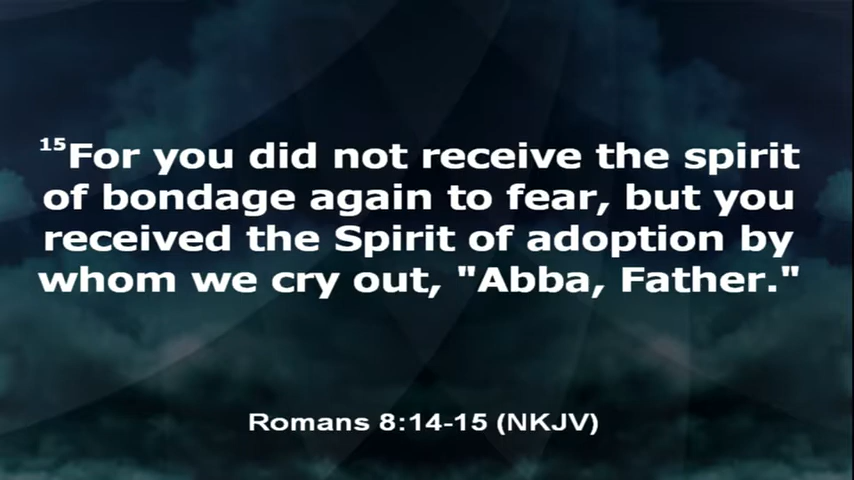 ¹⁵For you did not receive the spirit
of bondage again to fear, but you
received the Spirit of adoption by
whom we cry out, "Abba, Father."
Romans 8:14-15 (NKJV)